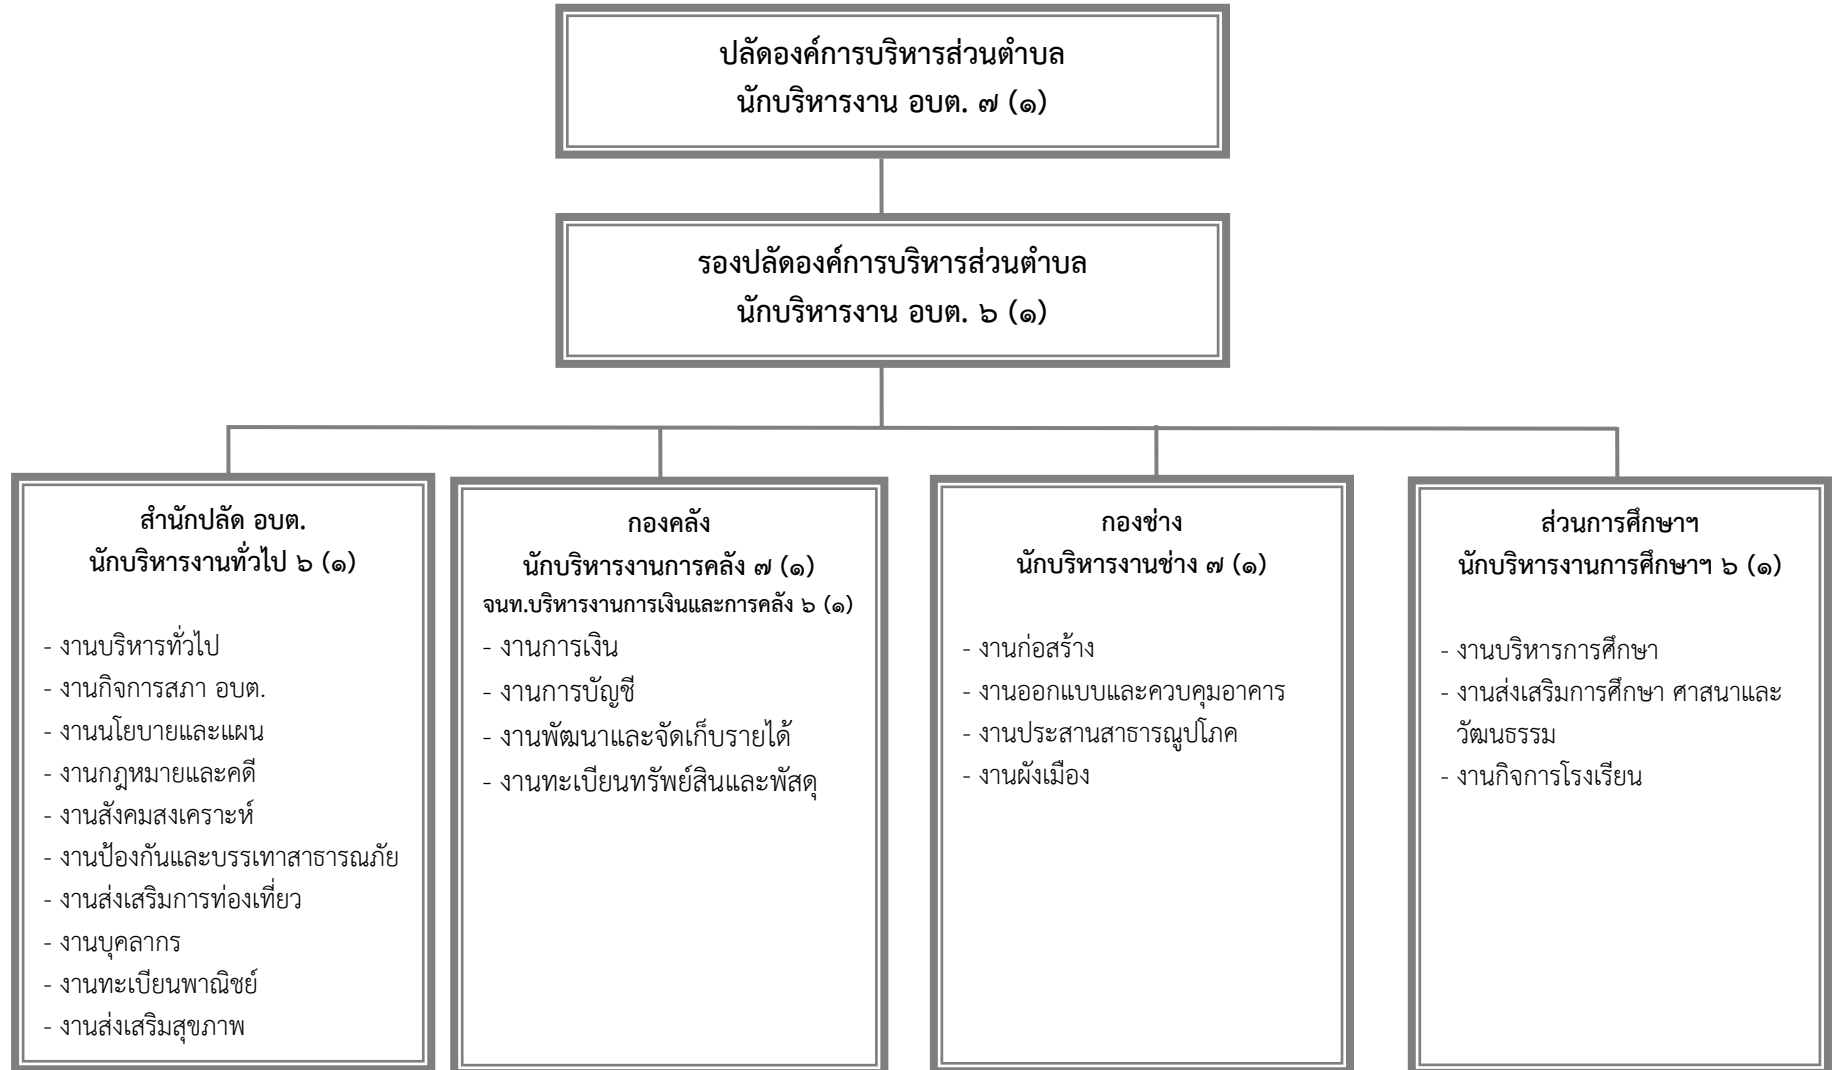 ปลัดองค์การบริหารส่วนตำบล
นักบริหารงาน อบต. ๗ (๑)
รองปลัดองค์การบริหารส่วนตำบล
นักบริหารงาน อบต. ๖ (๑)
สำนักปลัด อบต.
นักบริหารงานทั่วไป ๖ (๑)
- งานบริหารทั่วไป
- งานกิจการสภา อบต.
- งานนโยบายและแผน
- งานกฎหมายและคดี
- งานสังคมสงเคราะห์
- งานป้องกันและบรรเทาสาธารณภัย
- งานส่งเสริมการท่องเที่ยว
- งานบุคลากร
- งานทะเบียนพาณิชย์
- งานส่งเสริมสุขภาพ
กองคลัง
นักบริหารงานการคลัง ๗ (๑)
จนท.บริหารงานการเงินและการคลัง ๖ (๑)
- งานการเงิน
- งานการบัญชี
- งานพัฒนาและจัดเก็บรายได้
- งานทะเบียนทรัพย์สินและพัสดุ
กองช่าง
นักบริหารงานช่าง ๗ (๑)
- งานก่อสร้าง
- งานออกแบบและควบคุมอาคาร
- งานประสานสาธารณูปโภค
- งานผังเมือง
ส่วนการศึกษาฯ
นักบริหารงานการศึกษาฯ ๖ (๑)
- งานบริหารการศึกษา
- งานส่งเสริมการศึกษา ศาสนาและ
วัฒนธรรม
- งานกิจการโรงเรียน